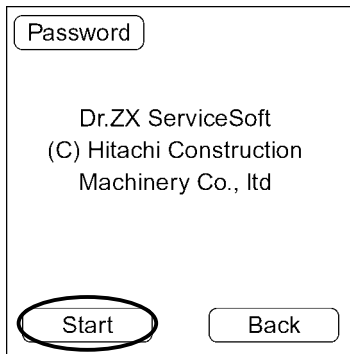 Password
Dr.ZX ServiceSoft
(C) Hitachi Construction
Machinery Co., ltd
Start Back